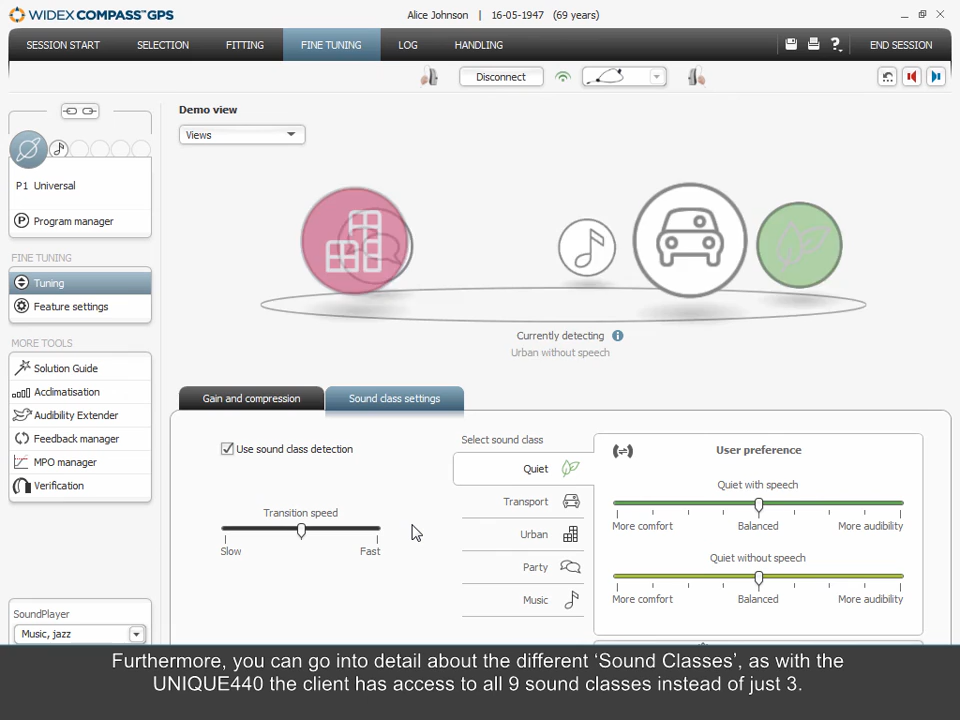 WIDEX COMPASS™ GPS
Alice Johnson | 16-05-1947 (69 years)
SESSION START
SELECTION
FITTING
FINE TUNING
LOG
HANDLING
?
END SESSION
Disconnect
Demo view
Views
P1 Universal
P Program manager
FINE TUNING
Tuning
Feature settings
MORE TOOLS
Solution Guide
Acclimatisation
Audibility Extender
Feedback manager
MPO manager
Verification
SoundPlayer
Music, jazz
Currently detecting i
Urban without speech
Gain and compression
Sound class settings
Use sound class detection
Transition speed
Slow
Fast
Select sound class
Quiet
Transport
Urban
Party
Music
User preference
Quiet with speech
More comfort
Balanced
More audibility
Quiet without speech
More comfort
Balanced
More audibility
Furthermore, you can go into detail about the different ‘Sound Classes’, as with the
UNIQUE440 the client has access to all 9 sound classes instead of just 3.